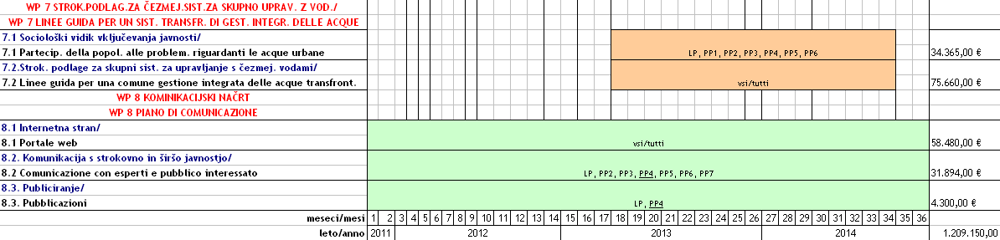 WP 7 STROK.PODLAG.ZA ČEZMEJ.SIST.ZA SKUPNO UPRAV. Z VOD./
WP 7 LINEE GUIDA PER UN SIST. TRANSFR. DI GEST. INTEGR. DELLE ACQUE
7.1 Sociološki vidik vključevanja javnosti/
7.1 Partecip. della popol. alle problem. riguardanti le acque urbane LP, PP1, PP2, PP3, PP4, PP5, PP6 34.365,00 €
7.2.Strok. podlage za skupni sist. za upravljanje s čezmej. vodami/
7.2 Linee guida per una comune gestione integrata delle acque transfront. vsi/tutti 75.660,00 €
WP 8 KOMINIKACIJSKI NAČRT
WP 8 PIANO DI COMUNICAZIONE
8.1 Internetna stran/
8.1 Portale web vsi/tutti 58.480,00 €
8.2. Komunikacija s strokovno in širšo javnostjo/
8.2 Comunicazione con esperti e pubblico interessato LP, PP2, PP3, PP4, PP5, PP6, PP7 31.894,00 €
8.3. Publiciranje/
8.3. Pubblicazioni LP, PP4 4.300,00 €
meseci/mesi 1 2 3 4 5 6 7 8 9 10 11 12 13 14 15 16 17 18 19 20 21 22 23 24 25 26 27 28 29 30 31 32 33 34 35 36
leto/anno 2011 2012 2013 2014 1.209.150,00